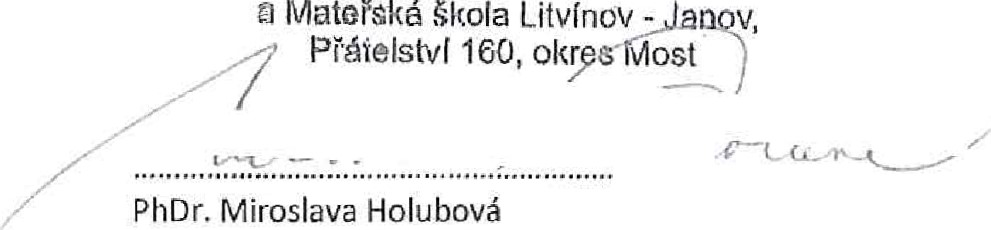 a Mateřská škola Litvínov - Janov,
Přátelství 160, okres Most
PhDr. Miroslava Holubová